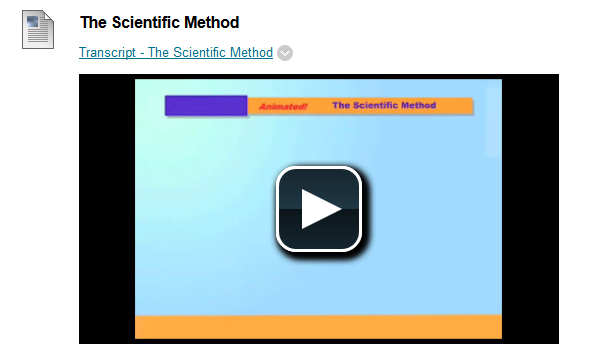 The Scientific Method
Transcript - The Scientific Method
Animated! The Scientific Method